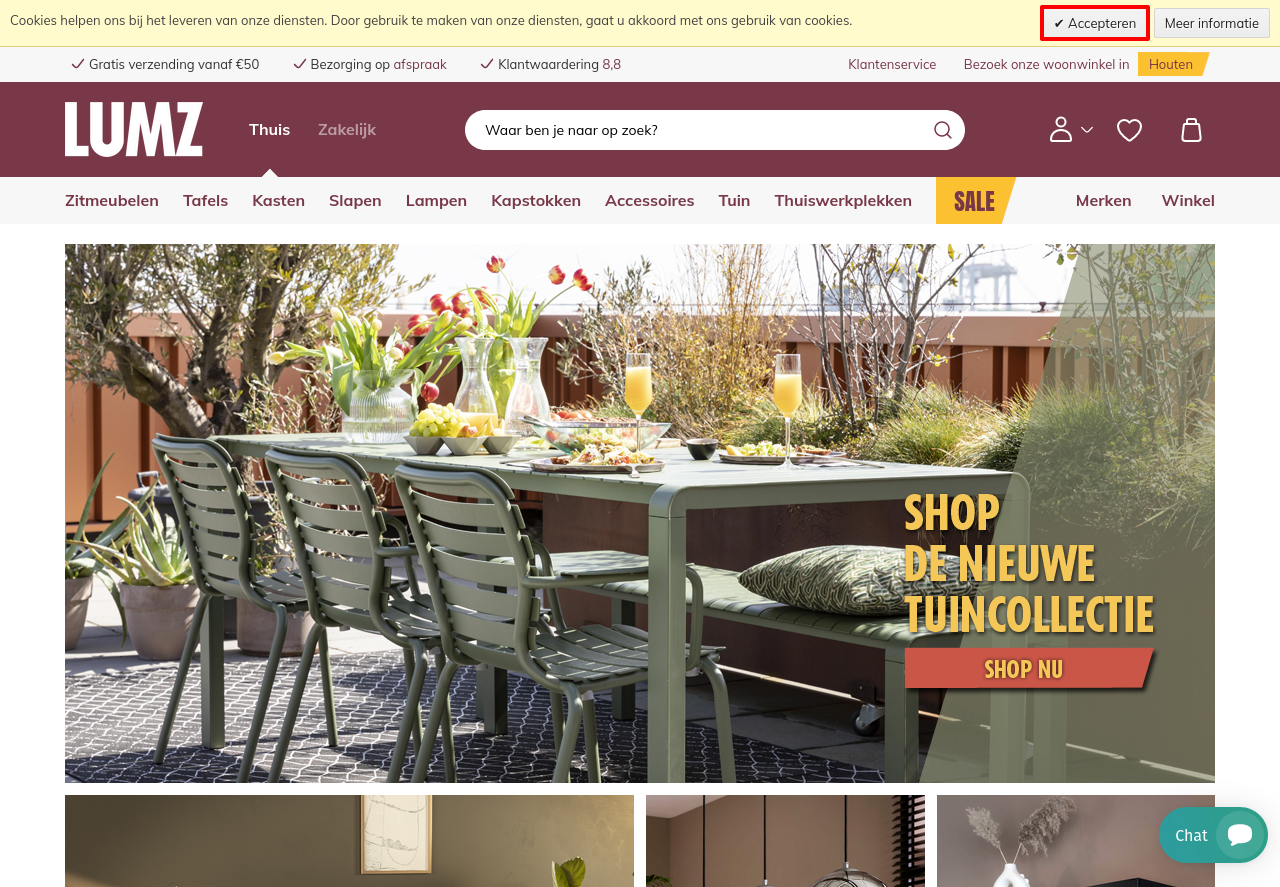 Cookies helpen ons bij het leveren van onze diensten. Door gebruik te maken van onze diensten, gaat u akkoord met ons gebruik van cookies.
✔ Accepteren
Meer informatie
Gratis verzending vanaf €50
Bezorging op afspraak
Klantwaardering 8,8
Klantenservice
Bezoek onze woonwinkel in Houten
LUMZ
Thuis
Zakelijk
Waar ben je naar op zoek?
Zitmeubelen
Tafels
Kasten
Slapen
Lampen
Kapstokken
Accessoires
Tuin
Thuiswerkplekken
SALE
Merken
Winkel
SHOP
DE NIEUWE
TUINCOLLECTIE
SHOP NU
Chat